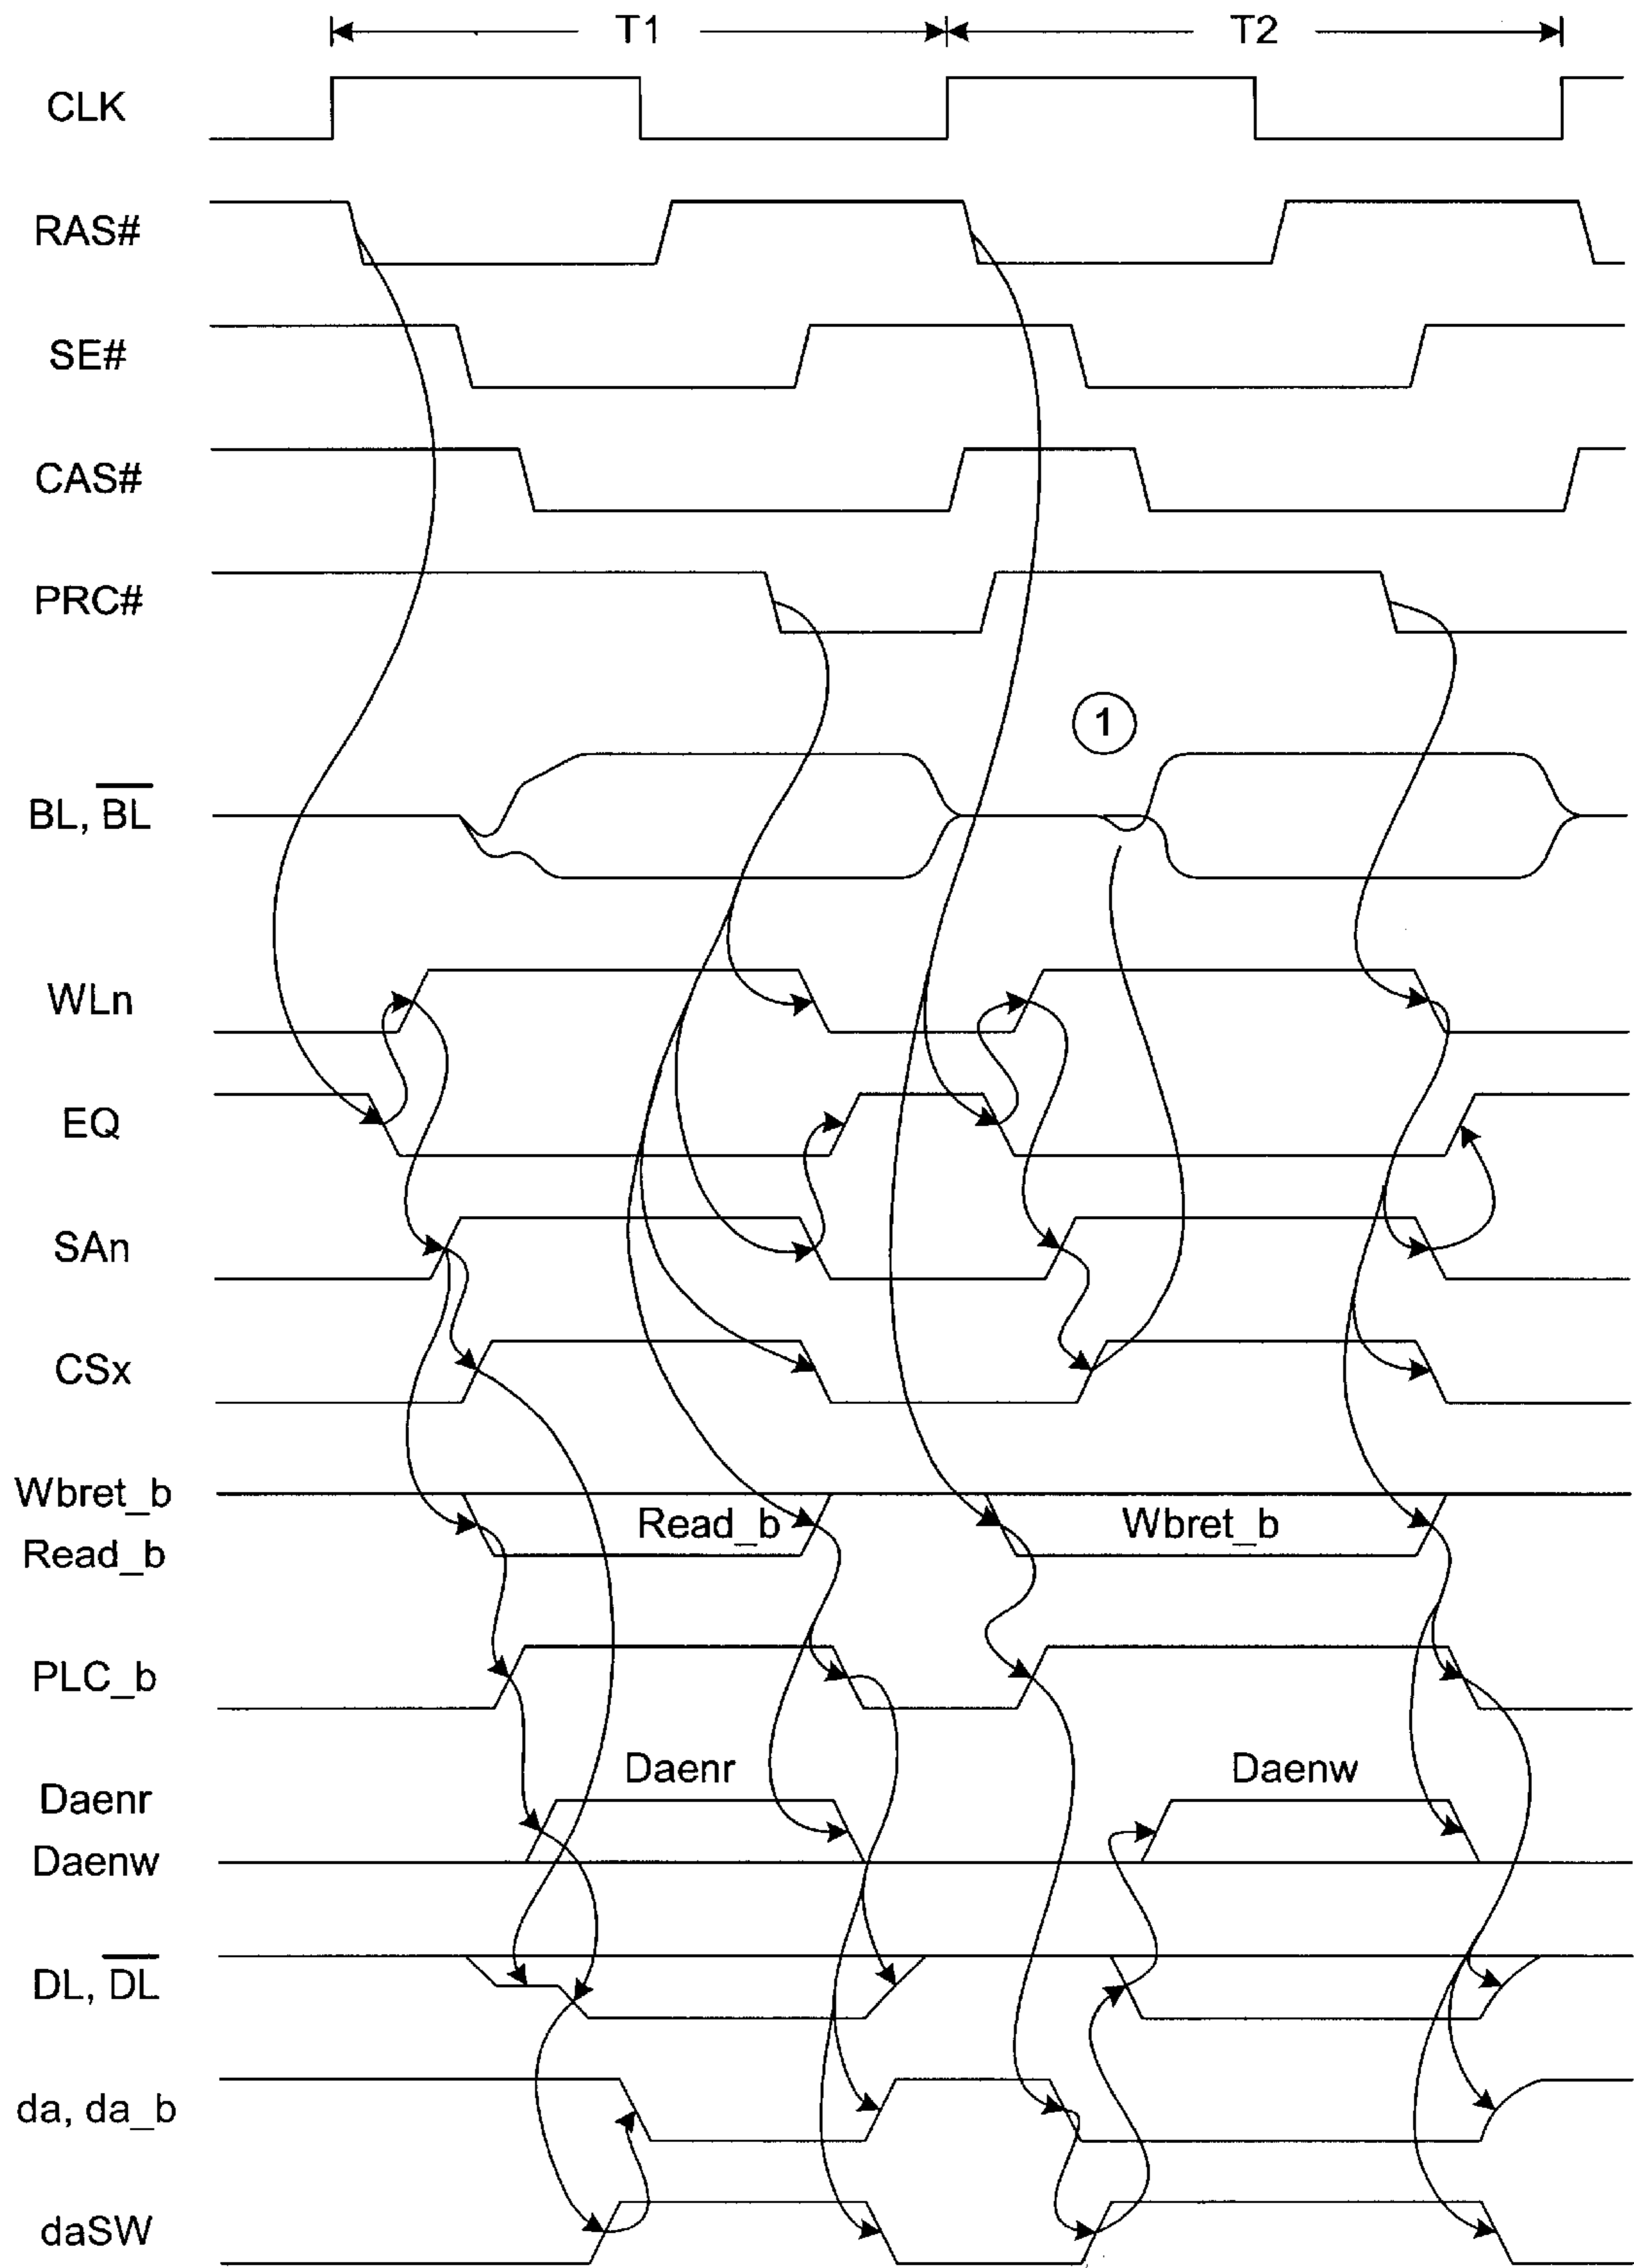 T1 T2
CLK
RAS#
SE#
CAS#
PRC#
1
BL, BL
WLn
EQ
SAn
CSx
Wbret_b
Read_b Read_b Wbret_b
PLC_b
Daenr Daenw
Daenr
Daenw
DL, DL
da, da_b
daSW